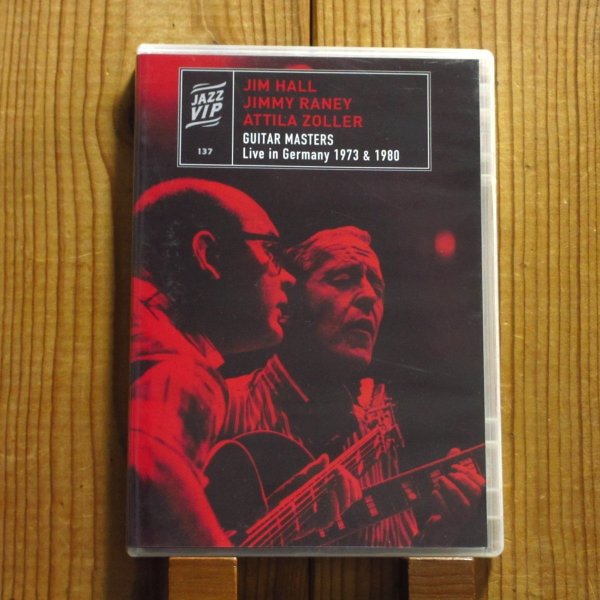 JAZZ
VIP
137
JIM HALL
JIMMY RANEY
ATTILA ZOLLER
GUITAR MASTERS
Live in Germany 1973 & 1980